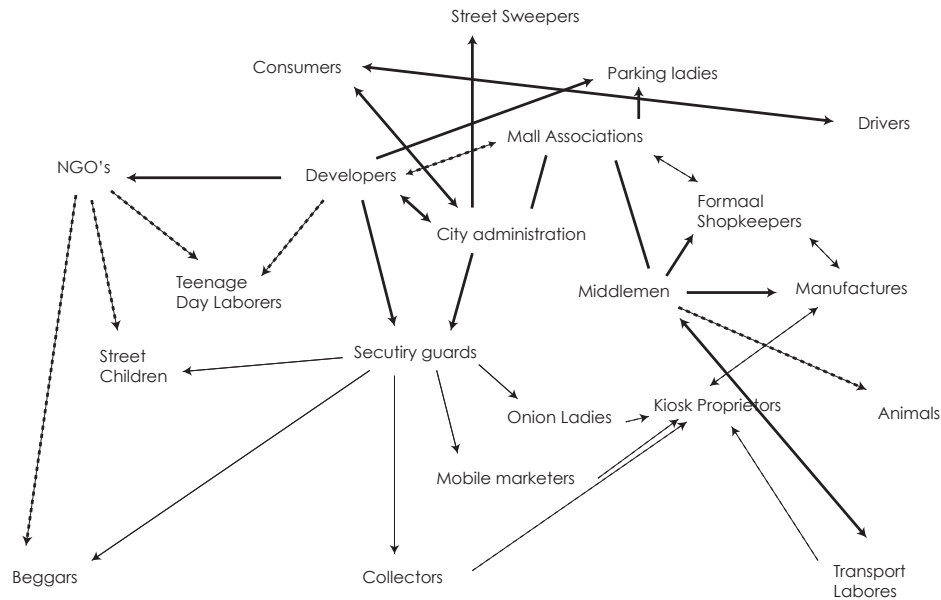 Street Sweepers
Consumers
Parking ladies
Drivers
Mall Associations
NGO's
Developers
Formaal
Shopkeepers
City administration
Teenage
Day Laborers
Middlemen
Manufactures
Street
Children
Secutiry guards
Onion Ladies
Kiosk Proprietors
Animals
Mobile marketers
Beggars
Collectors
Transport
Labores